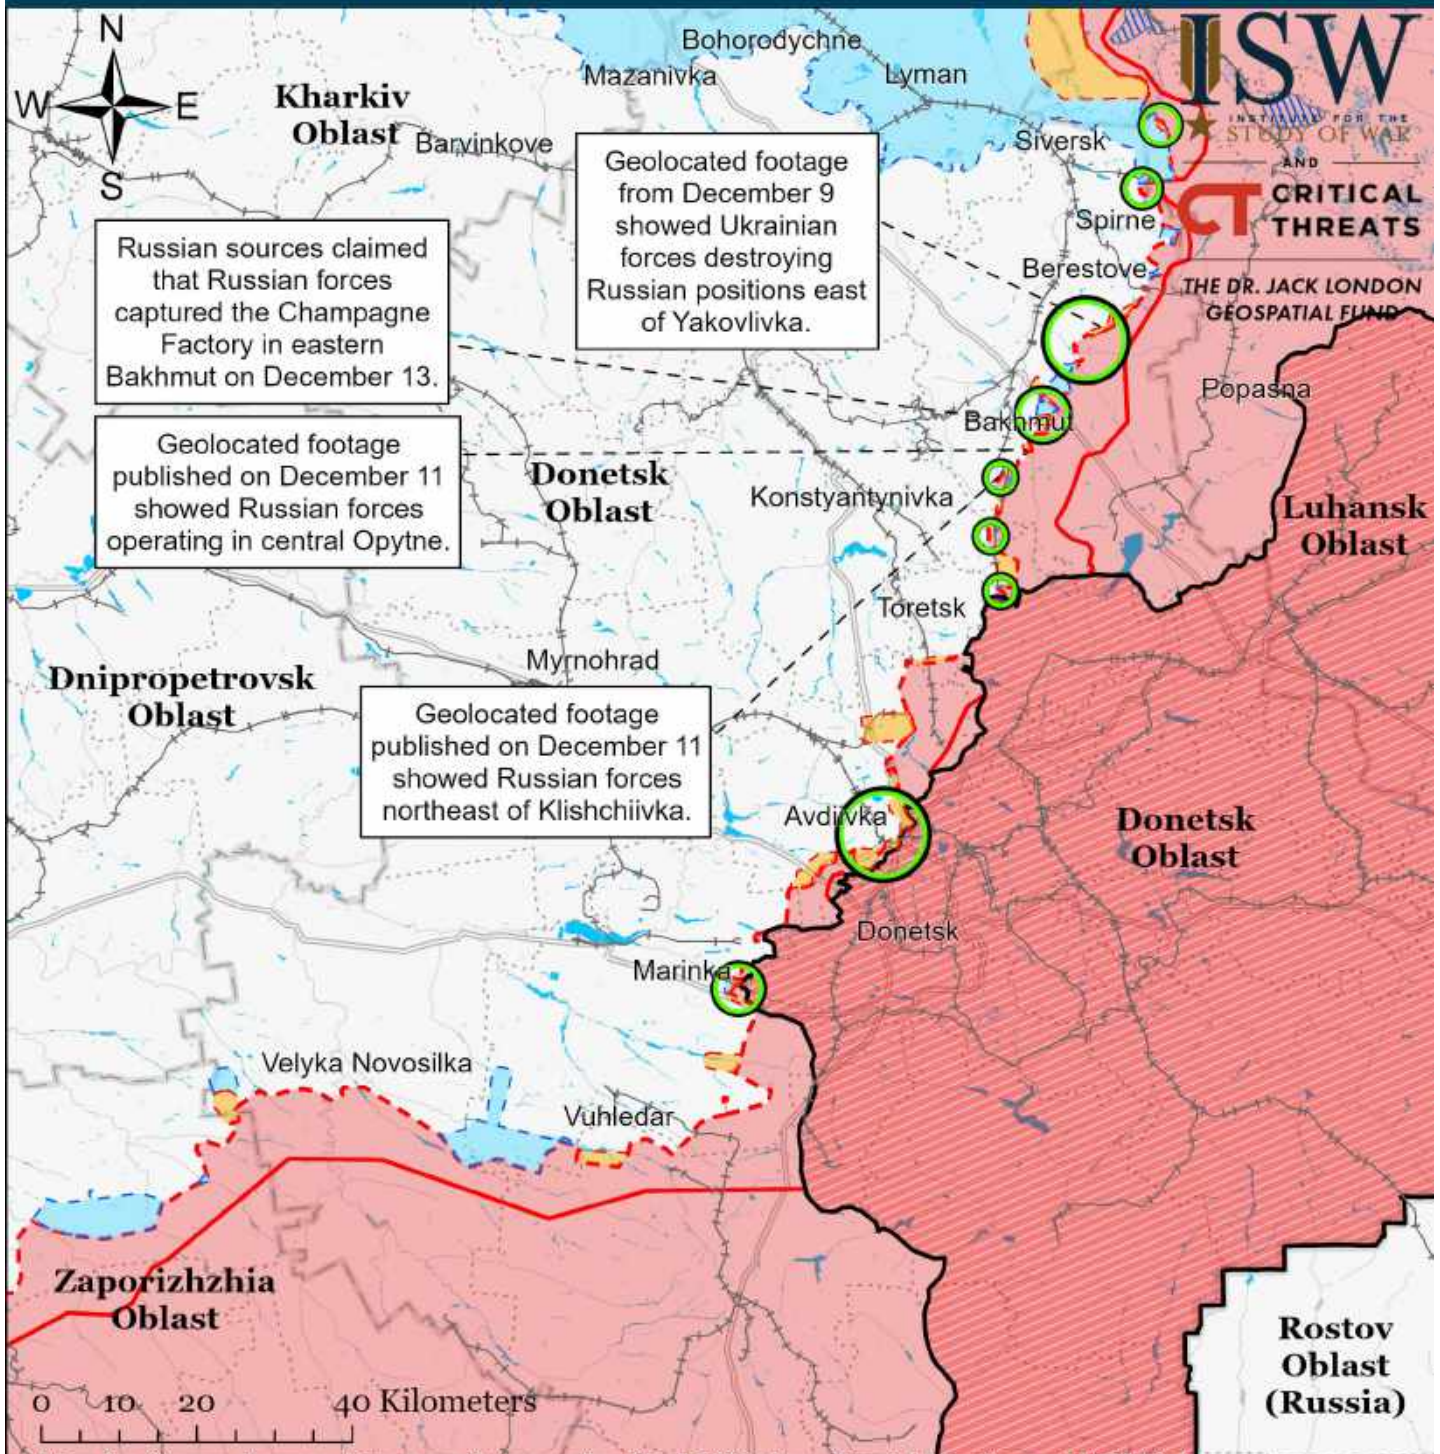 N
W
E
S
Kharkiv
Oblast
Bohorodychne
Mazanivka
Lyman
Barvinkove
Siversk
ISW
INSTITUTE FOR THE
STUDY OF WAR
AND
CT CRITICAL
THREATS
THE DR. JACK LONDON
GEOSPATIAL FUND
Geolocated footage
from December 9
showed Ukrainian
forces destroying
Russian positions east
of Yakovlivka.
Spirne
Berestove
Russian sources claimed
that Russian forces
captured the Champagne
Factory in eastern
Bakhmut on December 13.
Popasna
Bakhmut
Geolocated footage
published on December 11
showed Russian forces
operating in central Opytne.
Donetsk
Oblast
Konstyantynivka
Luhansk
Oblast
Toretsk
Myrnohrad
Dnipropetrovsk
Oblast
Geolocated footage
published on December 11
showed Russian forces
northeast of Klishchiivka.
Avdiivka
Donetsk
Oblast
Donetsk
Marinka
Velyka Novosilka
Vuhledar
Zaporizhzhia
Oblast
Rostov
Oblast
(Russia)
0 10 20 40 Kilometers